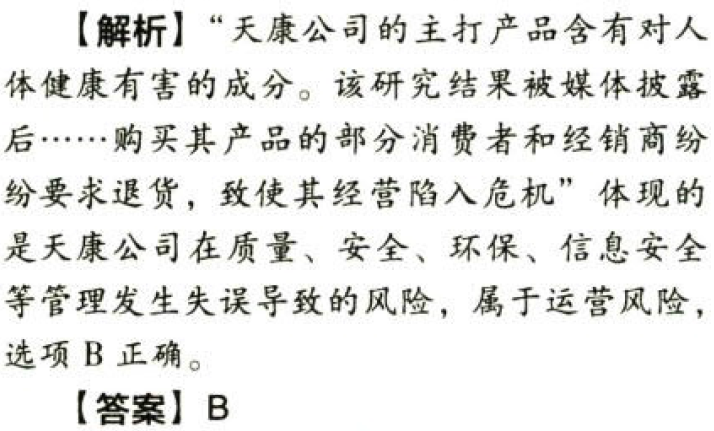 【解析】“天康公司的主打产品含有对人
体健康有害的成分。该研究结果被媒体披露
后……购买其产品的部分消费者和经销商纷
纷要求退货，致使其经营陷入危机”体现的
是天康公司在质量、安全、环保、信息安全
等管理发生失误导致的风险，属于运营风险，
选项 B 正确。
【答案】B